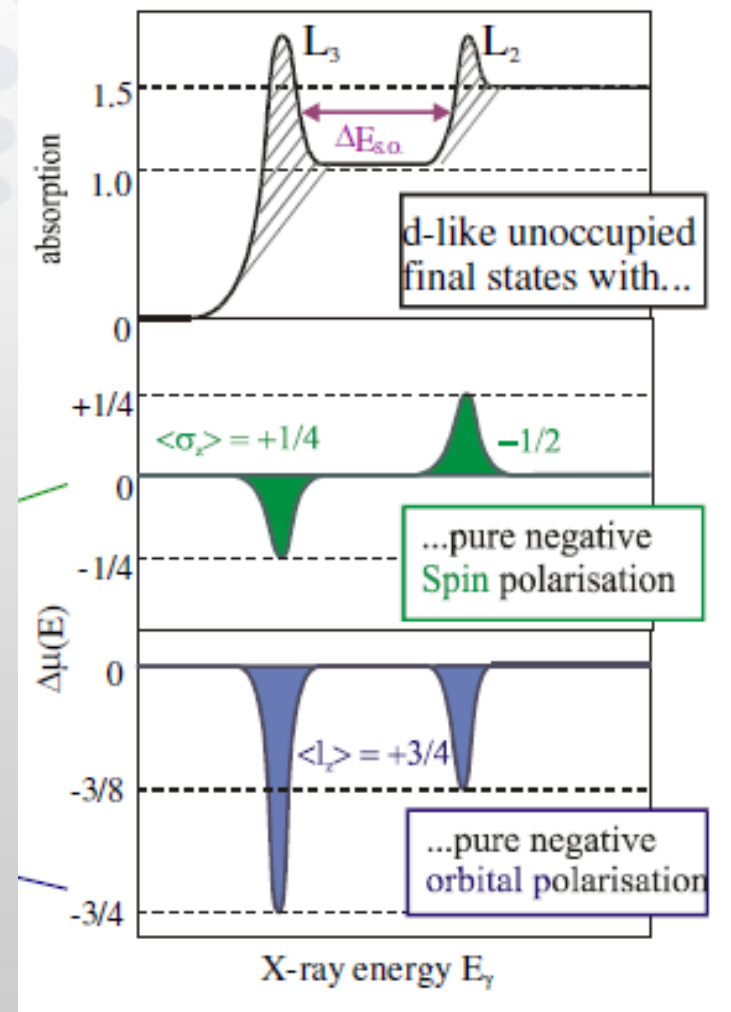 L₃
L₂
1.5
ΔEs.o.
1.0
absorption
d-like unoccupied
final states with...
0
+1/4
<σz> = +1/4
–1/2
0
...pure negative
Spin polarisation
-1/4
Δμ(E)
0
<lz> = +3/4
-3/8
...pure negative
orbital polarisation
-3/4
X-ray energy Eγ